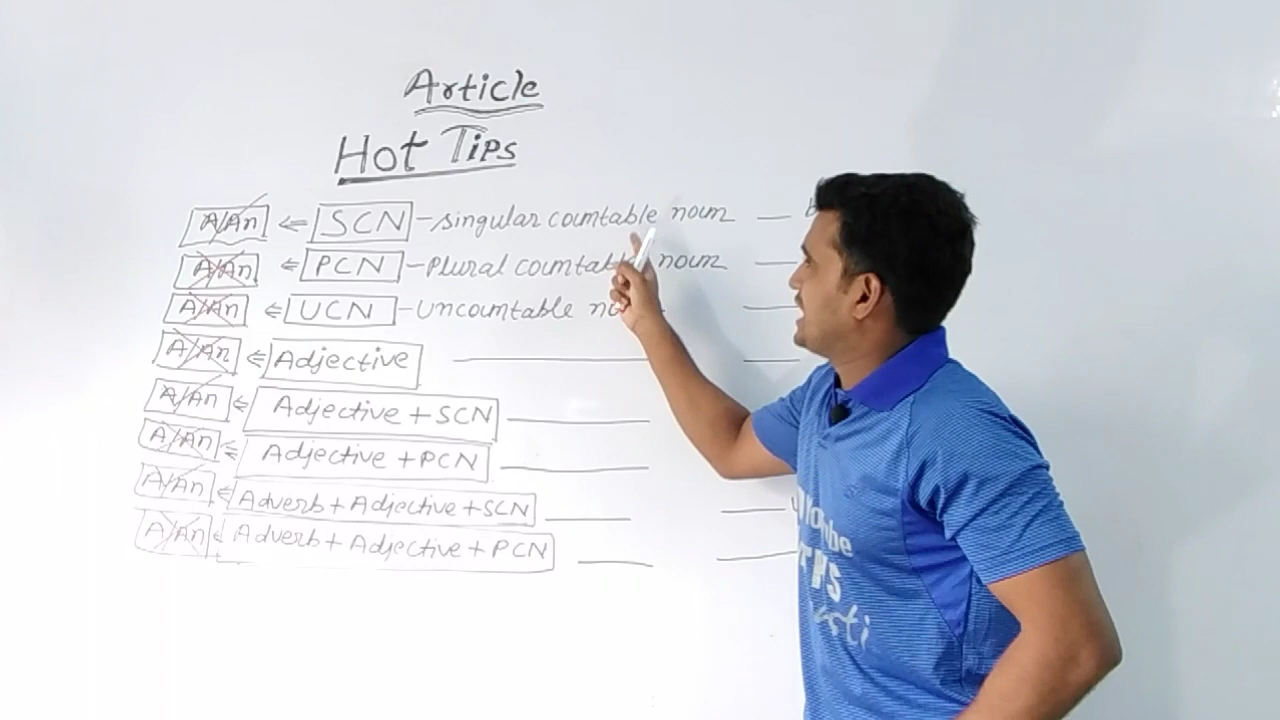 Article
Hot Tips
A/An ⇐ SCN - singular countable noun — b
A/An ⇐ PCN - Plural countable noun —
A/An ⇐ UCN - Uncountable —
A/An ⇐ Adjective — —
A/An ⇐ Adjective + SCN —
A/An ⇐ Adjective + PCN —
A/An ⇐ Adverb + Adjective + SCN — —
A/An ⇐ Adverb + Adjective + PCN — —